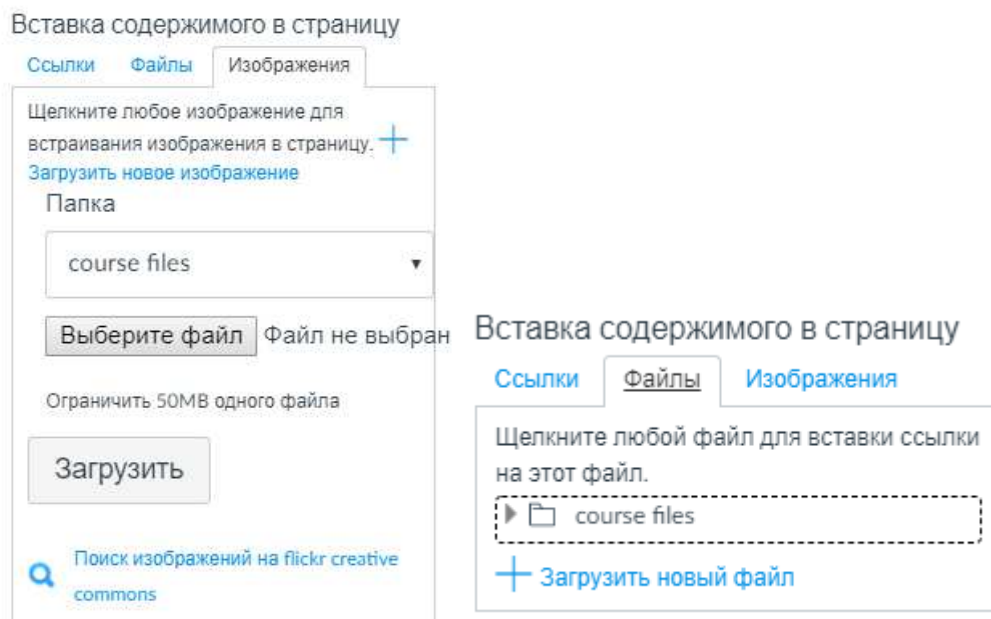 Вставка содержимого в страницу
Ссылки Файлы Изображения
Щелкните любое изображение для
встраивания изображения в страницу.
Загрузить новое изображение
Папка
course files
Выберите файл Файл не выбран
Ограничить 50MB одного файла
Загрузить
Поиск изображений на flickr creative
commons
Вставка содержимого в страницу
Ссылки Файлы Изображения
Щелкните любой файл для вставки ссылки
на этот файл.
course files
Загрузить новый файл